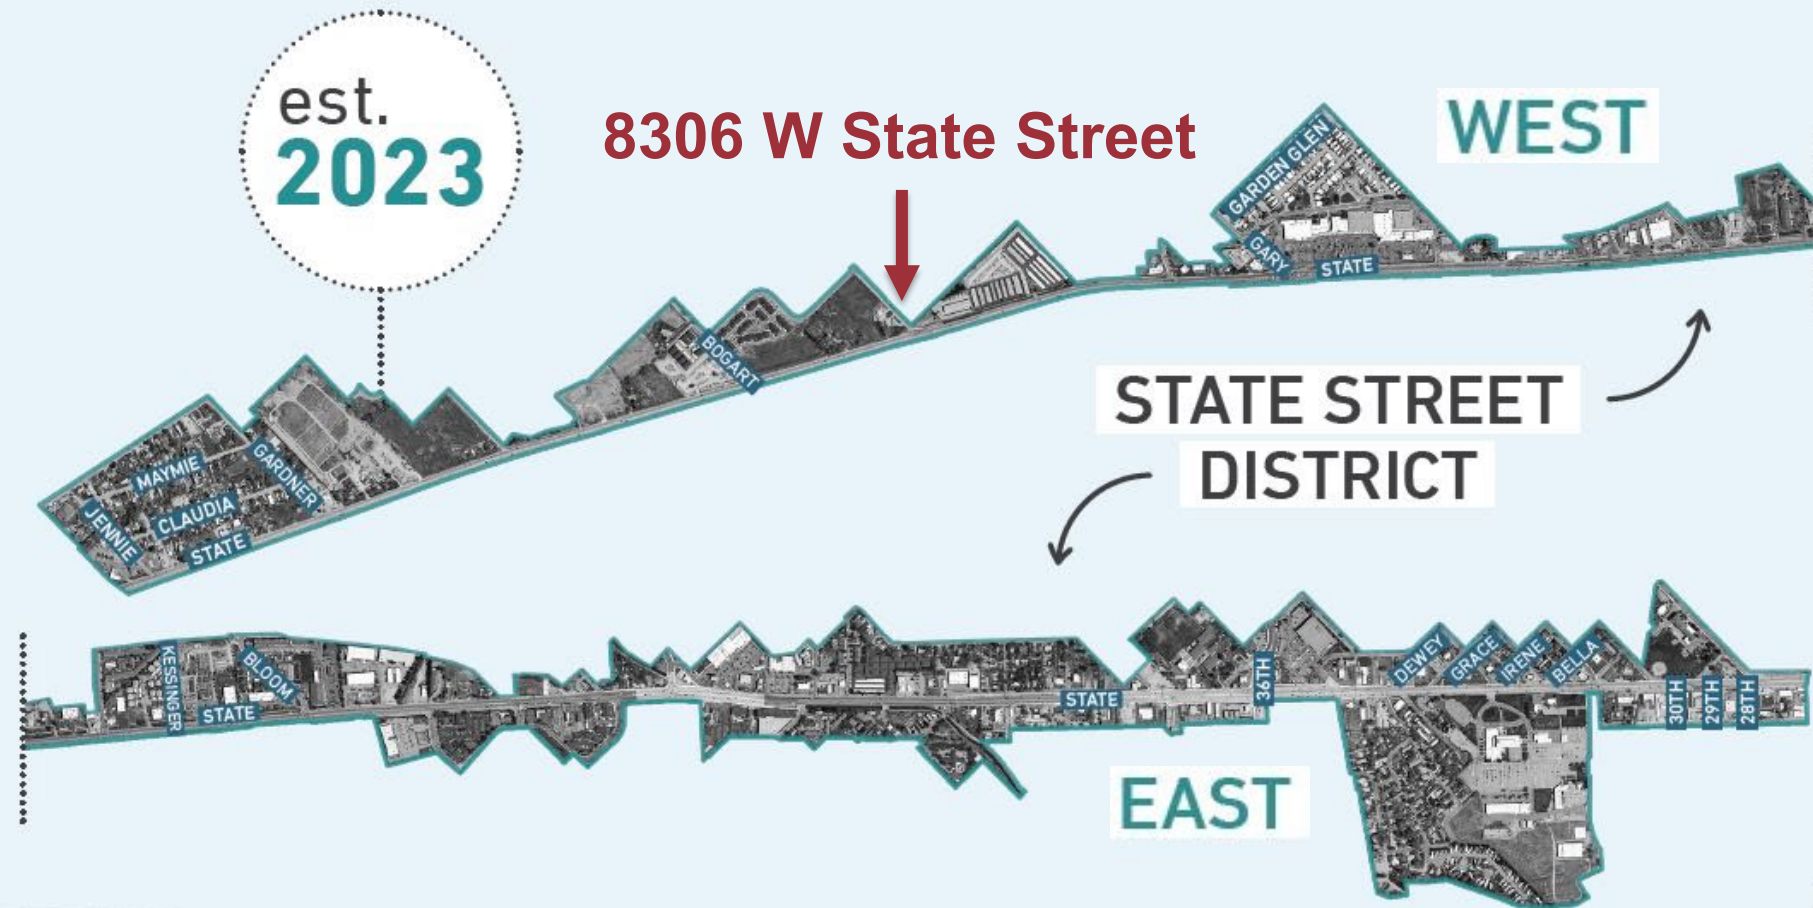 est.
2023
8306 W State Street
WEST
GARDEN GLEN
GARY
STATE
BOGART
STATE STREET
DISTRICT
MAYMIE
GARDNER
JENNIE
CLAUDIA
STATE
KESSINGER
BLOOM
STATE
STATE
36TH
DEWEY
GRACE
IRENE
BELLA
30TH
29TH
28TH
EAST